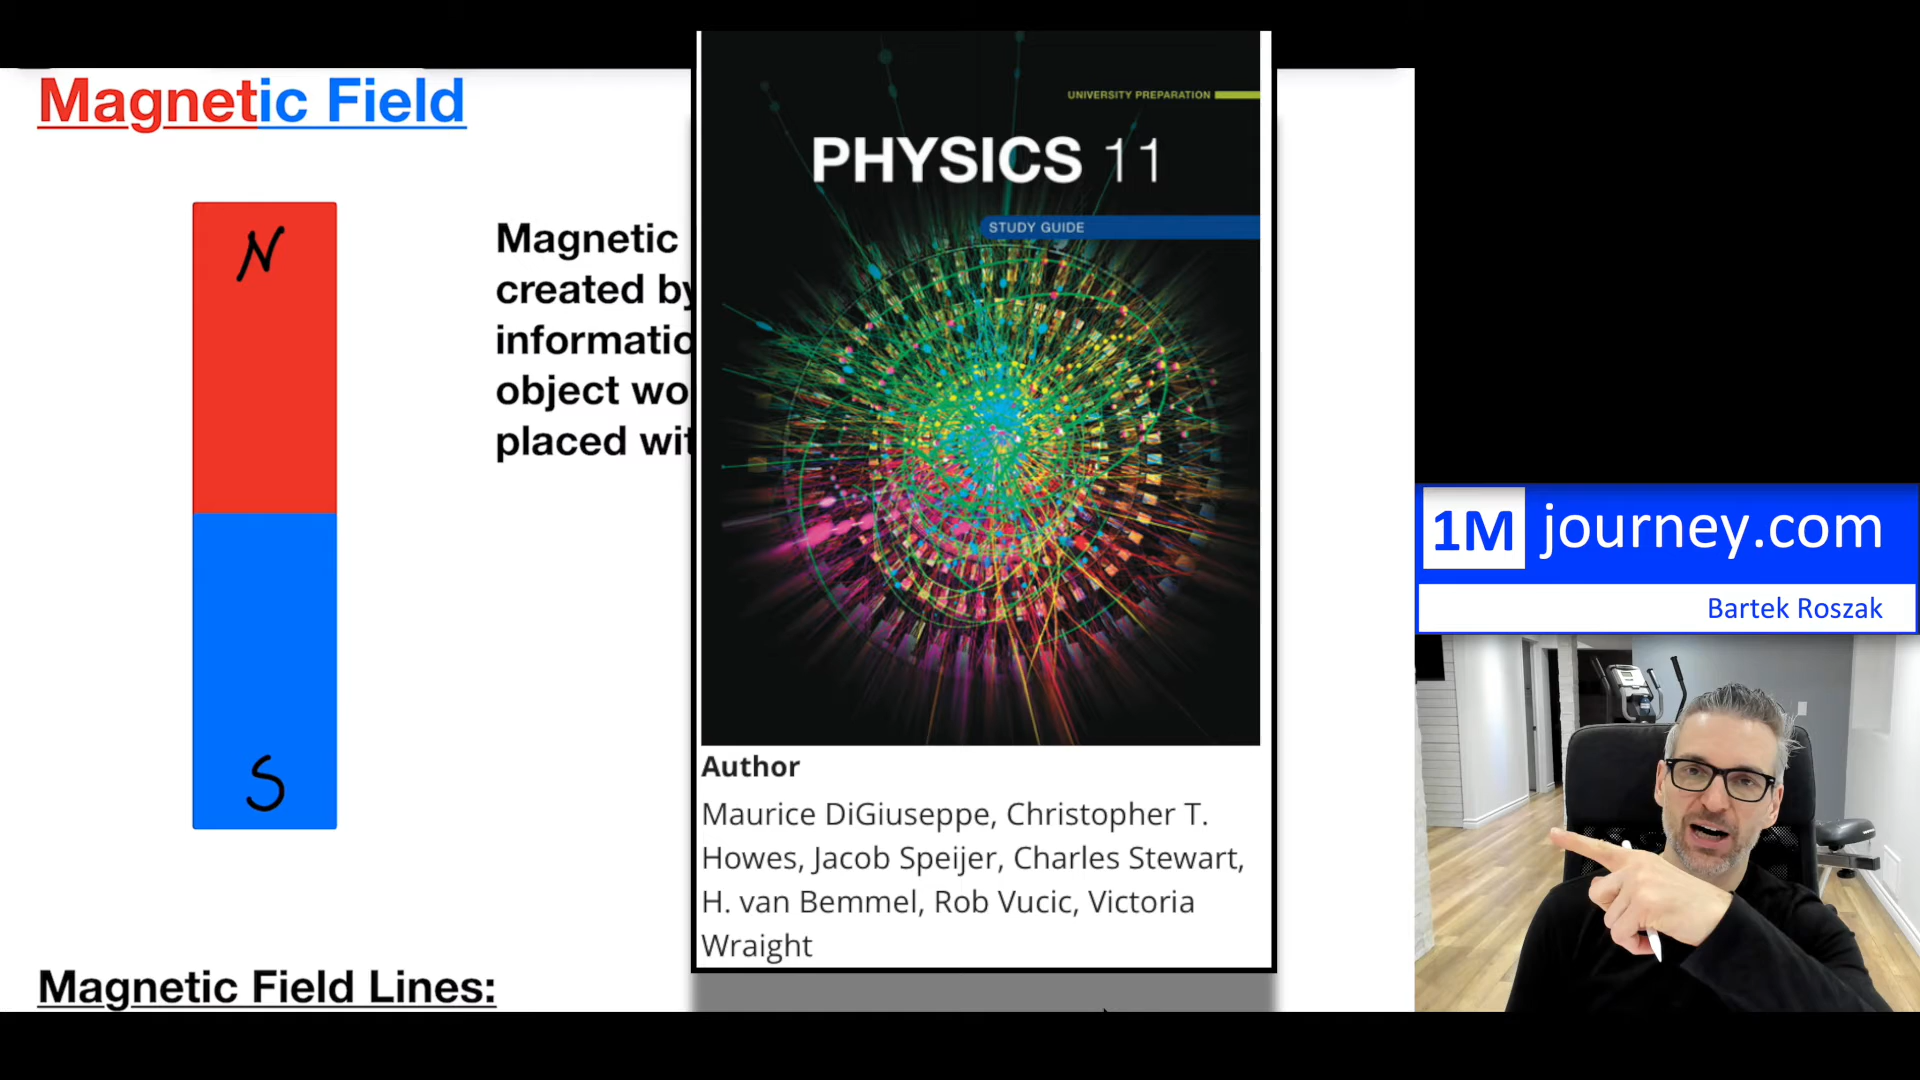 Magnetic Field
N
S
Magnetic
created by
informatio
object wo
placed wit
Magnetic Field Lines:
UNIVERSITY PREPARATION
PHYSICS 11
STUDY GUIDE
Author
Maurice DiGiuseppe, Christopher T.
Howes, Jacob Speijer, Charles Stewart,
H. van Bemmel, Rob Vucic, Victoria
Wraight
1M journey.com
Bartek Roszak